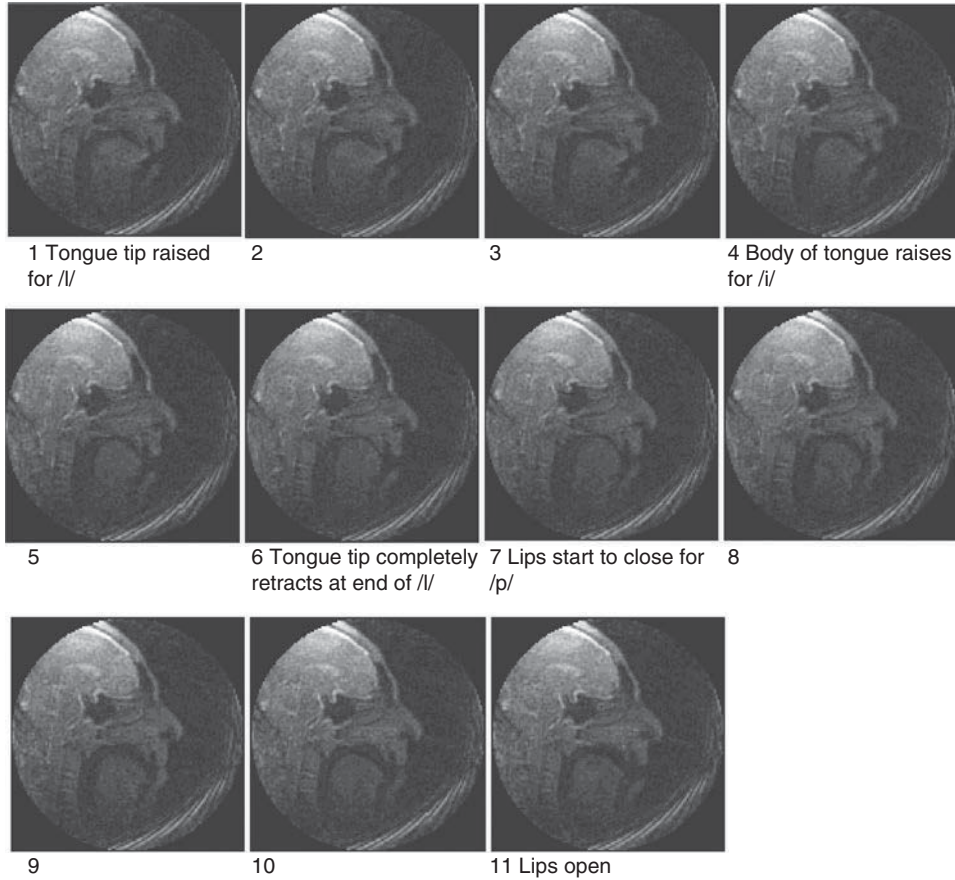 1 Tongue tip raised
for /l/
2
3
4 Body of tongue raises
for /i/
5
6 Tongue tip completely
retracts at end of /l/
7 Lips start to close for
/p/
8
9
10
11 Lips open